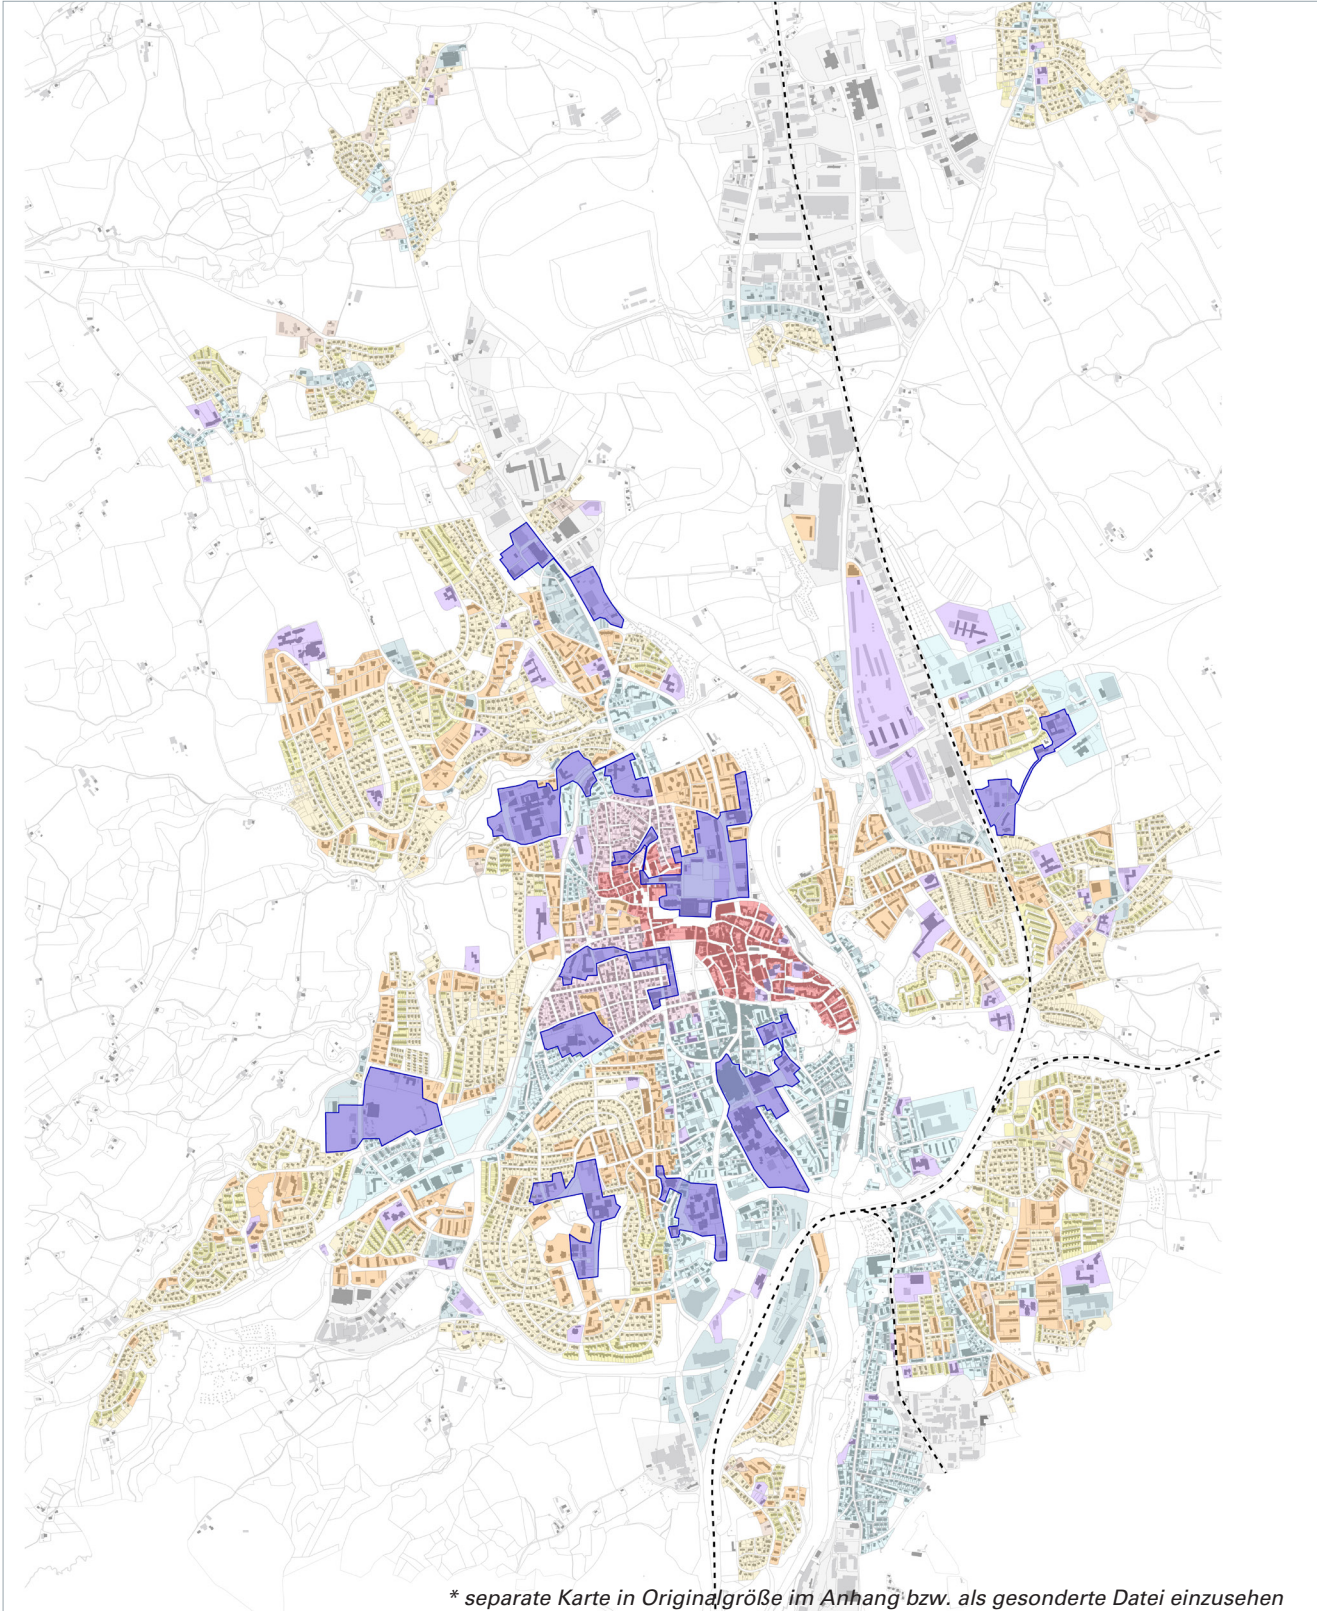 * separate Karte in Originalgröße im Anhang bzw. als gesonderte Datei einzusehen